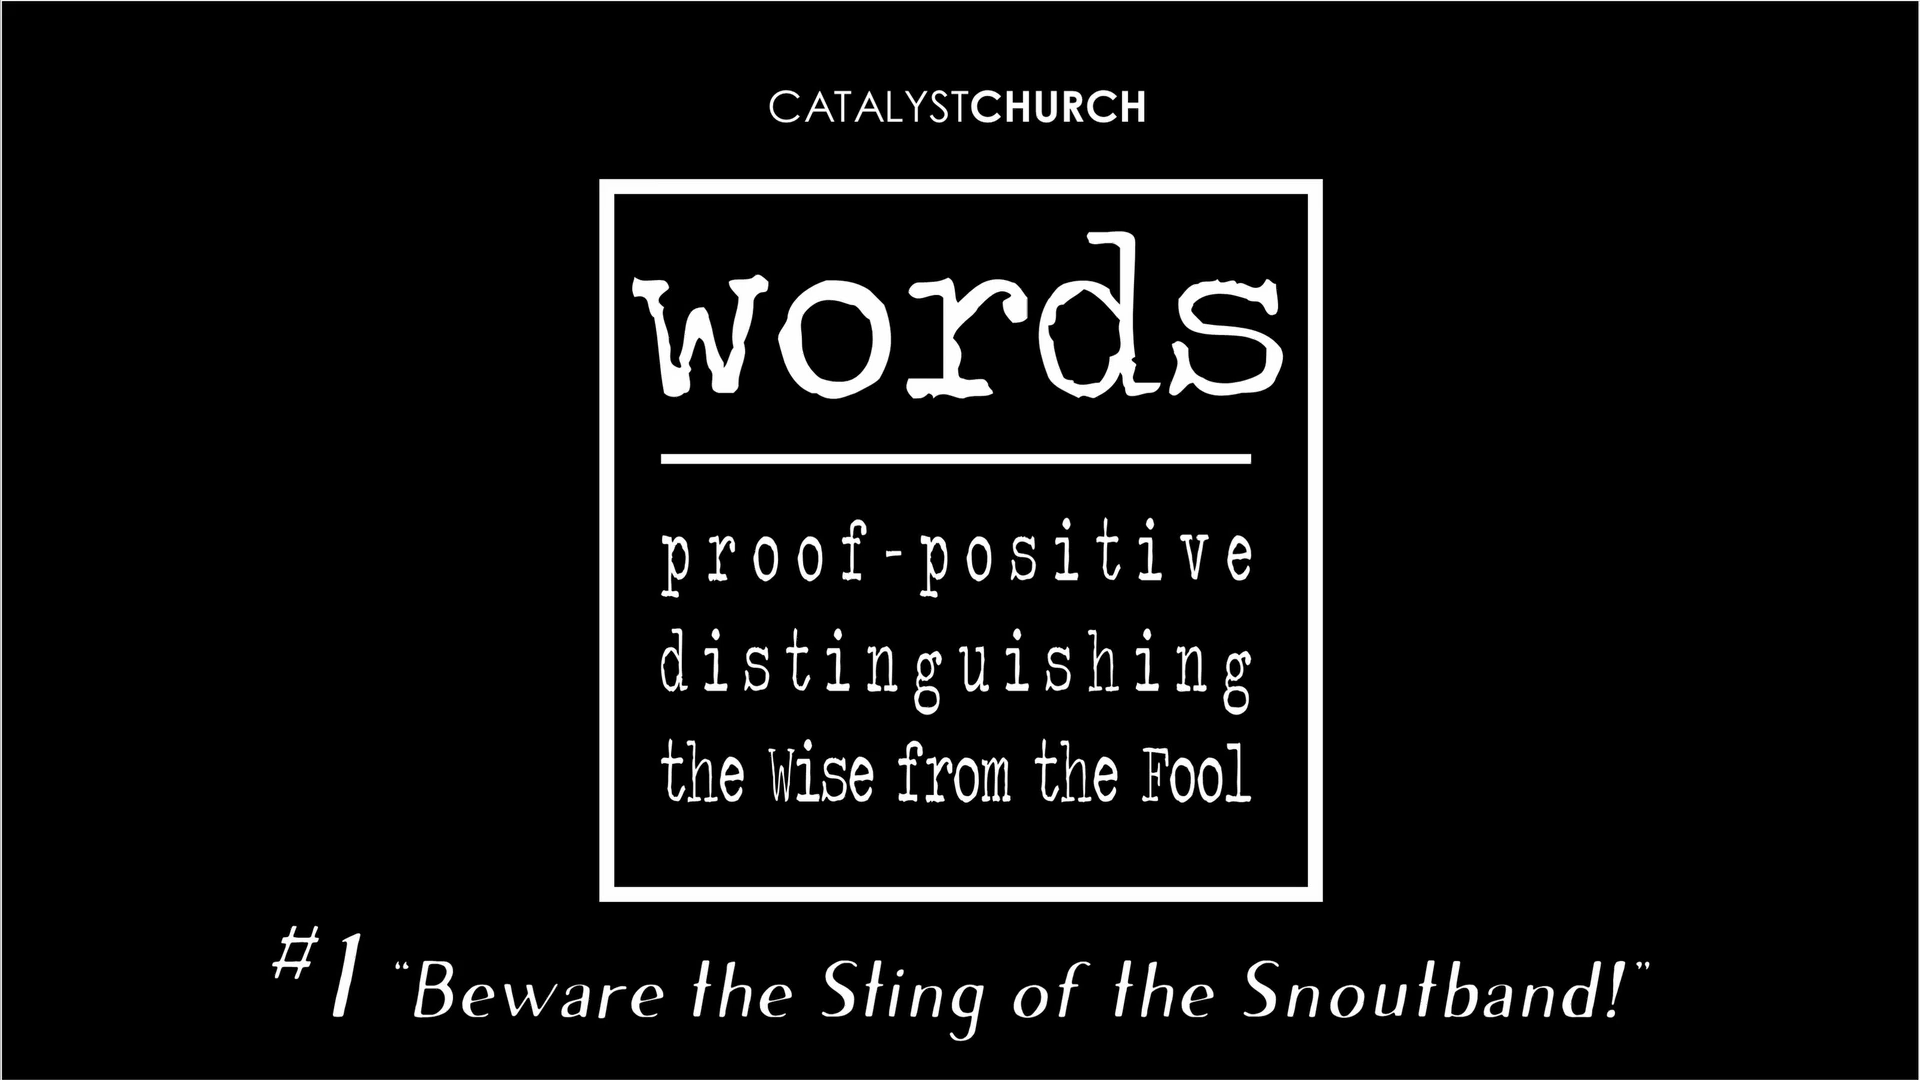 CATALYSTCHURCH
words
proof-positive
distinguishing
the Wise from the Fool
#1 “Beware the Sting of the Snoutband!”